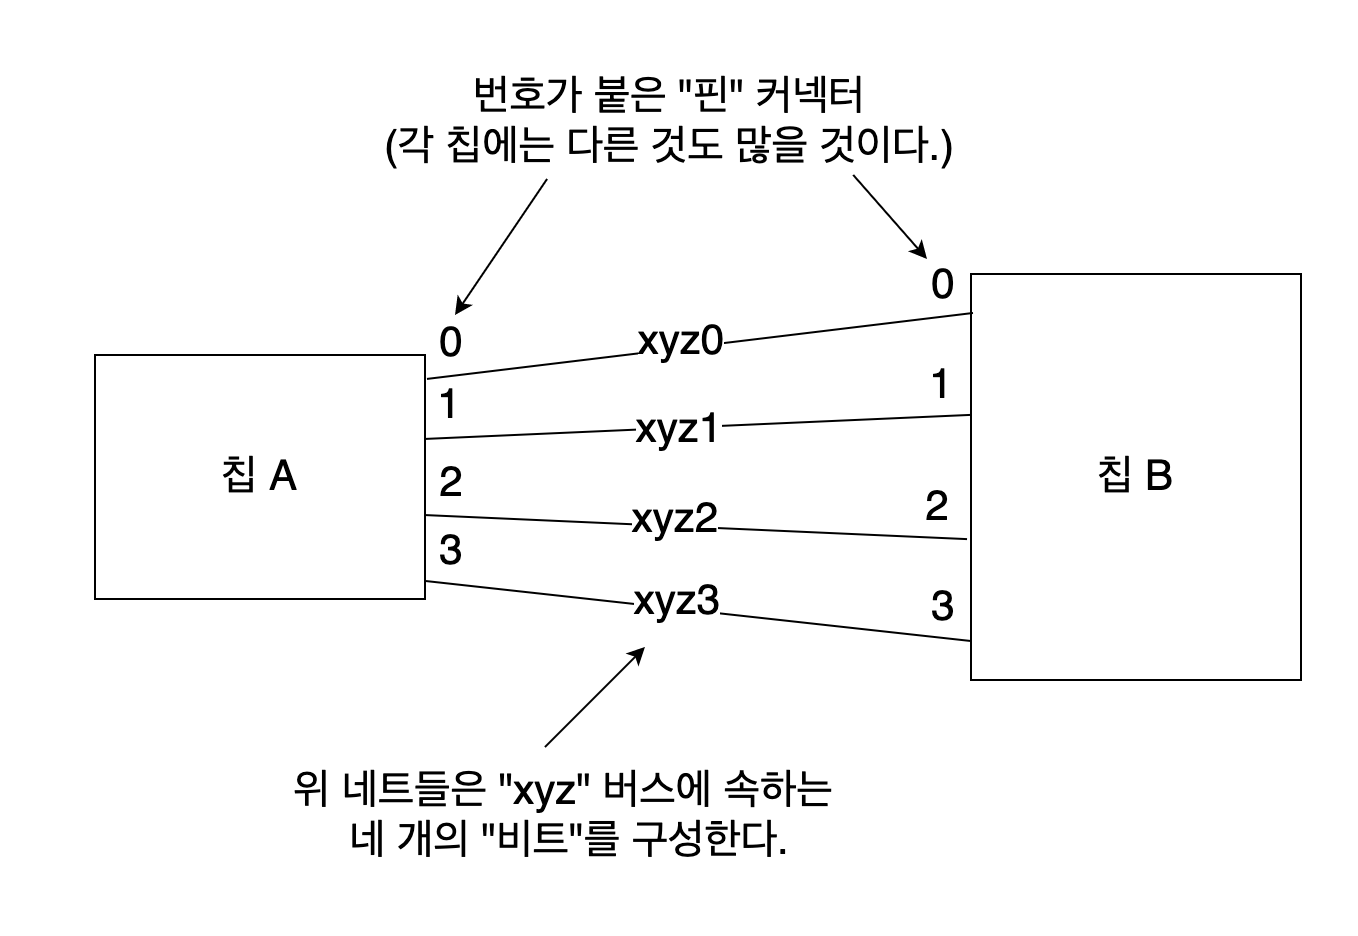 번호가 붙은 "핀" 커넥터
(각 칩에는 다른 것도 많을 것이다.)
0
0
xyz0
1
1
xyz1
칩 A
칩 B
2
2
xyz2
3
3
xyz3
위 네트들은 "xyz" 버스에 속하는
네 개의 "비트"를 구성한다.